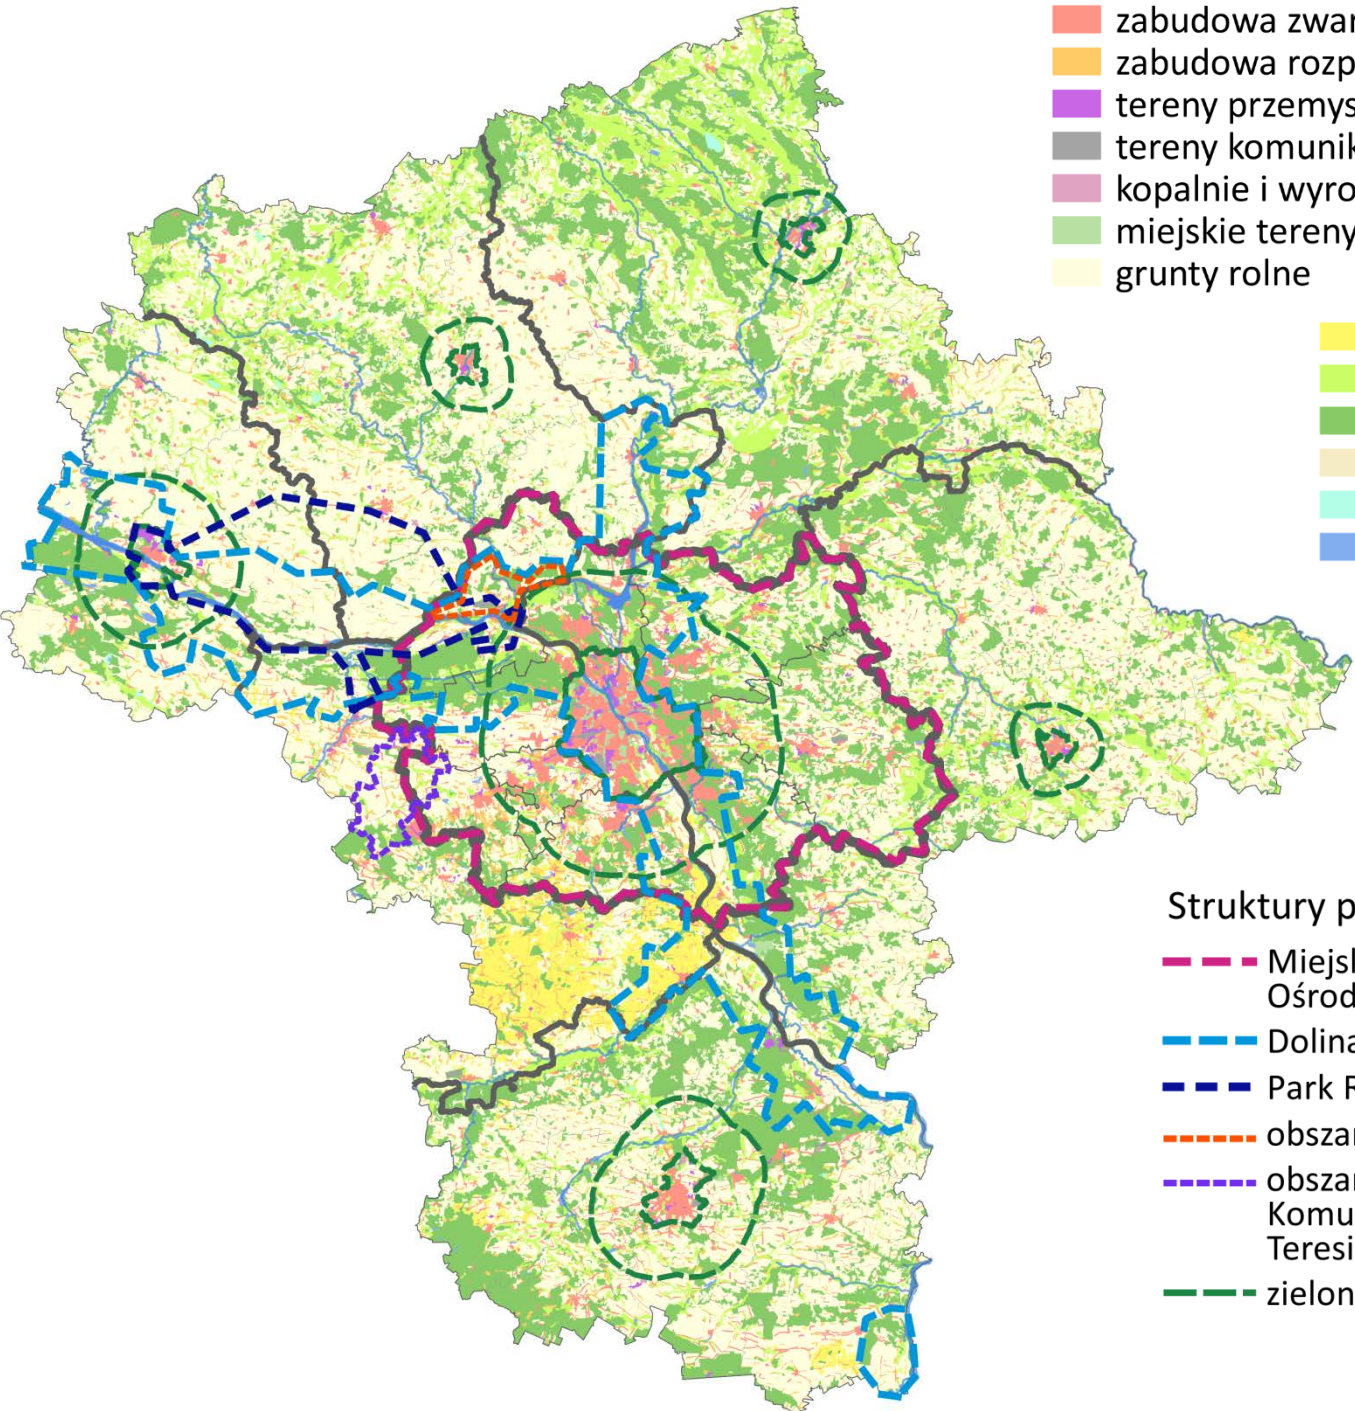 zabudowa zwar
zabudowa rozp
tereny przemys
tereny komunik
kopalnie i wyro
miejskie tereny
grunty rolne
Struktury p
Miejsk
Ośrod
Dolina
Park R
obszar
obszar
Komu
Teresi
zielon